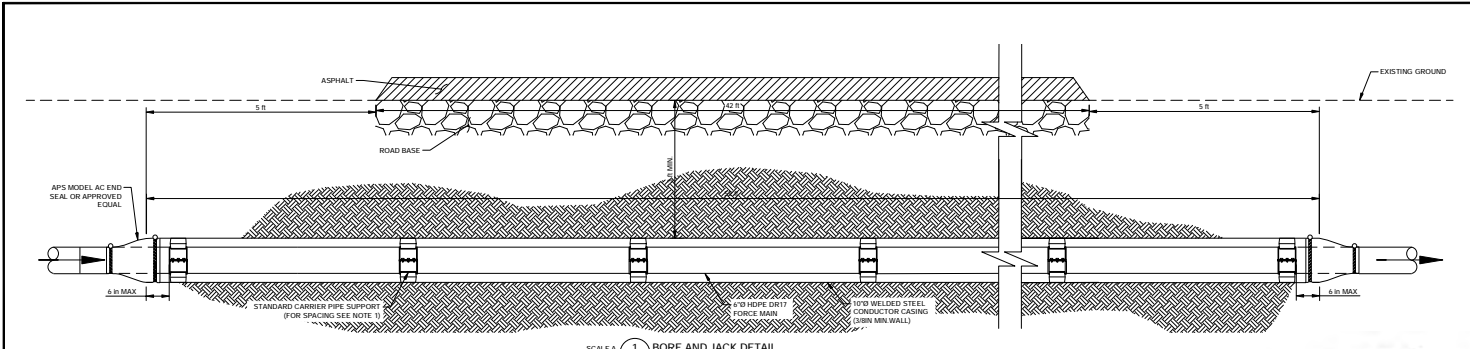 ASPHALT
EXISTING GROUND
5 ft
42 ft
5 ft
ROAD BASE
ft MIN.
APS MODEL AC END
SEAL OR APPROVED
EQUAL
6 in MAX
STANDARD CARRIER PIPE SUPPORT
(FOR SPACING SEE NOTE 1)
6"Ø HDPE DR17
FORCE MAIN
10"Ø WELDED STEEL
CONDUCTOR CASING
(3/8IN MIN.WALL)
6 in MAX
1 BORE AND JACK DETAIL